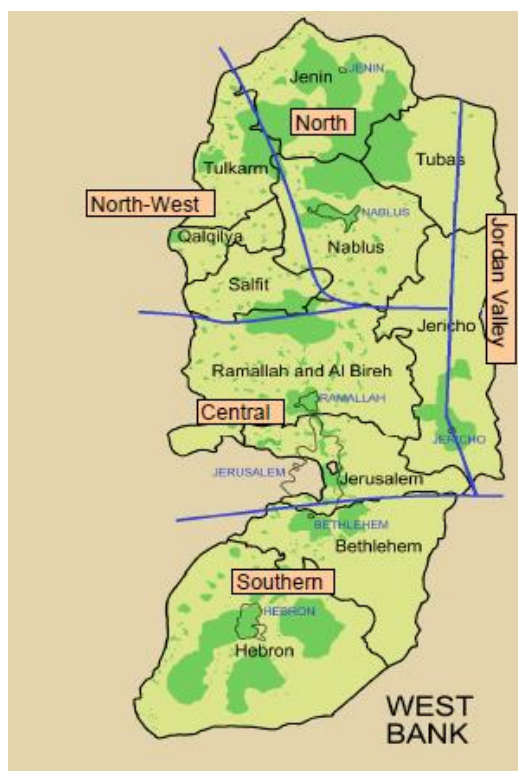 Jenin
JENIN
North
Tulkarm
Tubas
North-West
NABLUS
Qalqilya
Nablus
Jordan Valley
Salfit
Jericho
Ramallah and Al Bireh
RAMALLAH
Central
JERICHO
JERUSALEM
Jerusalem
BETHLEHEM
Bethlehem
Southern
HEBRON
Hebron
WEST
BANK